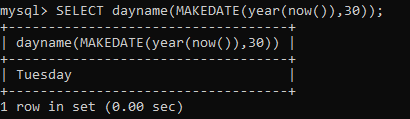 mysql> SELECT dayname(MAKEDATE(year(now()),30));
+-----------------------------------+
| dayname(MAKEDATE(year(now()),30)) |
+-----------------------------------+
| Tuesday                           |
+-----------------------------------+
1 row in set (0.00 sec)